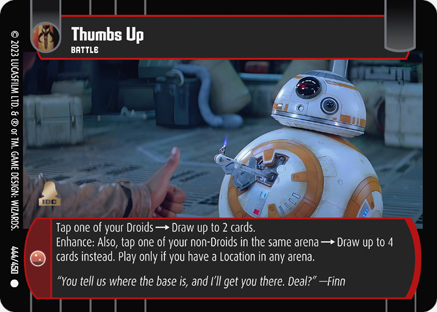 Thumbs Up
BATTLE
Tap one of your Droids → Draw up to 2 cards.
Enhance: Also, tap one of your non-Droids in the same arena → Draw up to 4
cards instead. Play only if you have a Location in any arena.
"You tell us where the base is, and I'll get you there. Deal?" —Finn
© 2023 LUCASFILM LTD. & ® or TM. GAME DESIGN: WIZARDS.